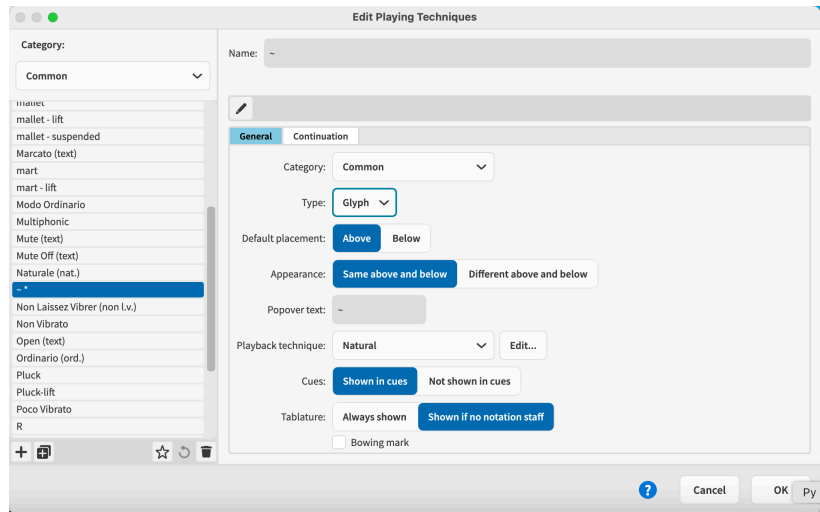 Edit Playing Techniques
Category:
Common
mallet
mallet - lift
mallet - suspended
Marcato (text)
mart
mart - lift
Modo Ordinario
Multiphonic
Mute (text)
Mute Off (text)
Naturale (nat.)
~ *
Non Laissez Vibrer (non l.v.)
Non Vibrato
Open (text)
Ordinario (ord.)
Pluck
Pluck-lift
Poco Vibrato
R
Name: ~
General Continuation
Category: Common
Type: Glyph
Default placement: Above Below
Appearance: Same above and below Different above and below
Popover text: ~
Playback technique: Natural Edit...
Cues: Shown in cues Not shown in cues
Tablature: Always shown Shown if no notation staff
Bowing mark
? Cancel OK Py